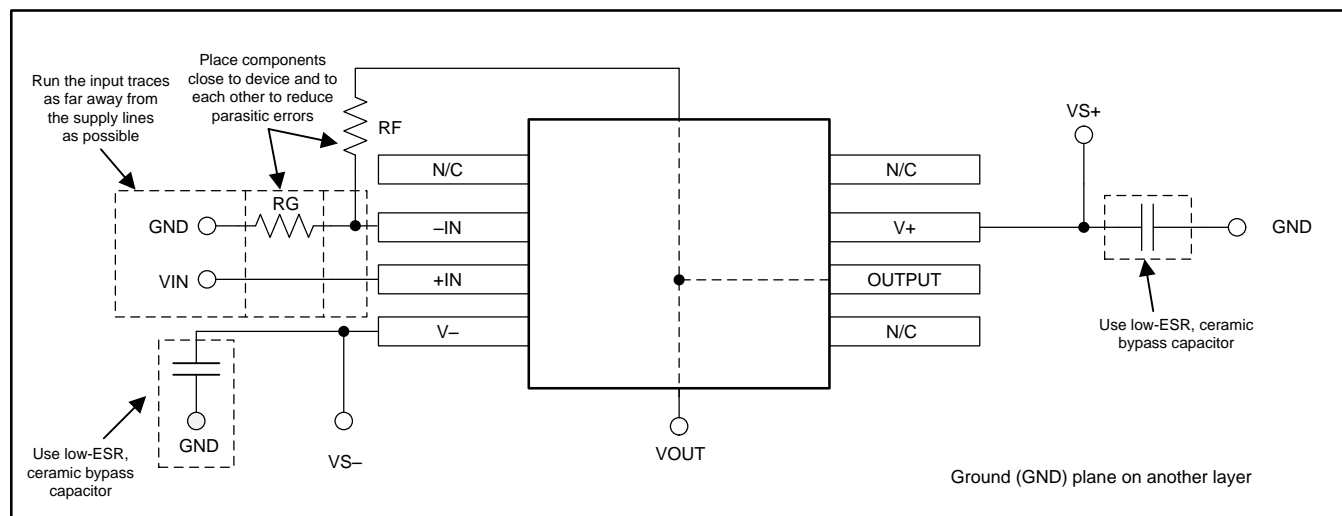 Place components
close to device and to
each other to reduce
parasitic errors
Run the input traces
as far away from
the supply lines
as possible
RF
VS+
N/C
N/C
RG
GND
–IN
V+
GND
VIN
+IN
OUTPUT
V–
N/C
Use low-ESR, ceramic
bypass capacitor
GND
VS–
VOUT
Use low-ESR,
ceramic bypass
capacitor
Ground (GND) plane on another layer